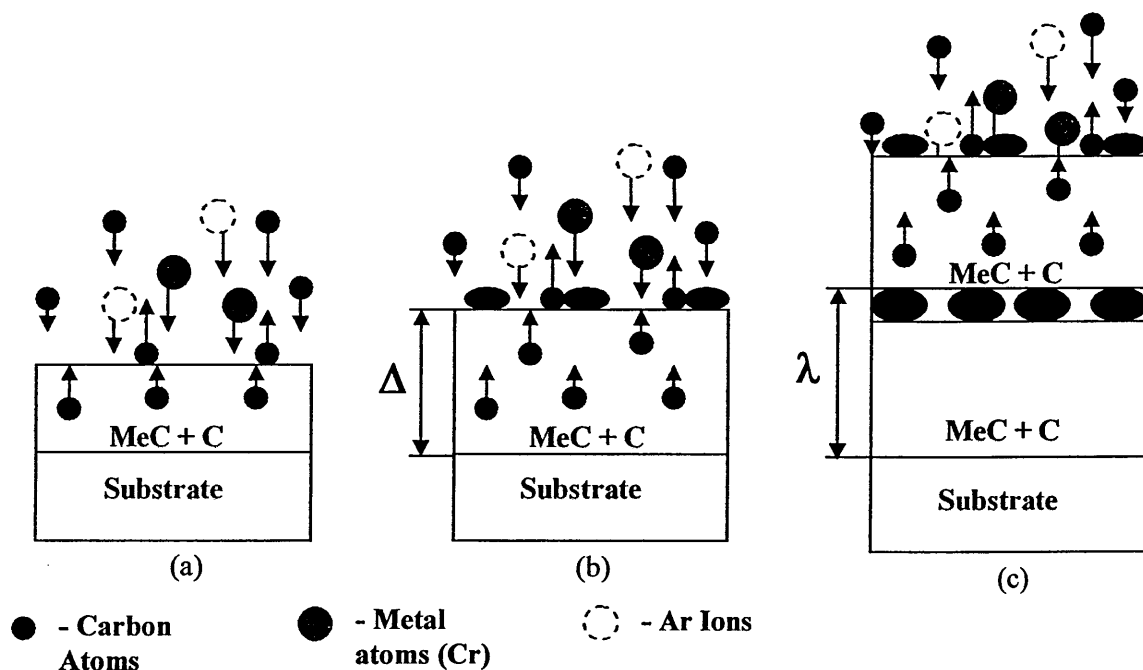 MeC + C
Substrate
(a)
Δ
MeC + C
Substrate
(b)
MeC + C
λ
MeC + C
Substrate
(c)
- Carbon
Atoms
- Metal
atoms (Cr)
- Ar Ions